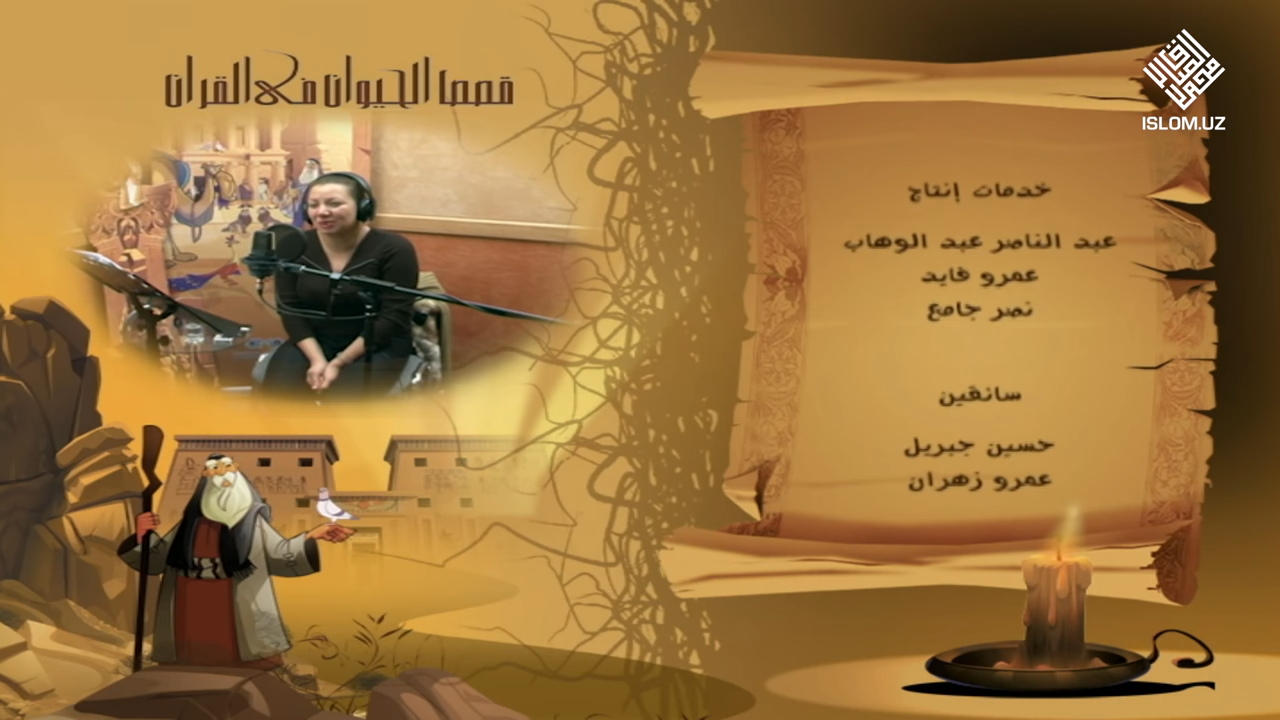 قصص الحيوان فى القرآن
ISLOM.UZ
خدمات إنتاج
عبد الناصر عبد الوهاب
عمرو فايد
نصر جامع
سائقين
حسين جبريل
عمرو زهران